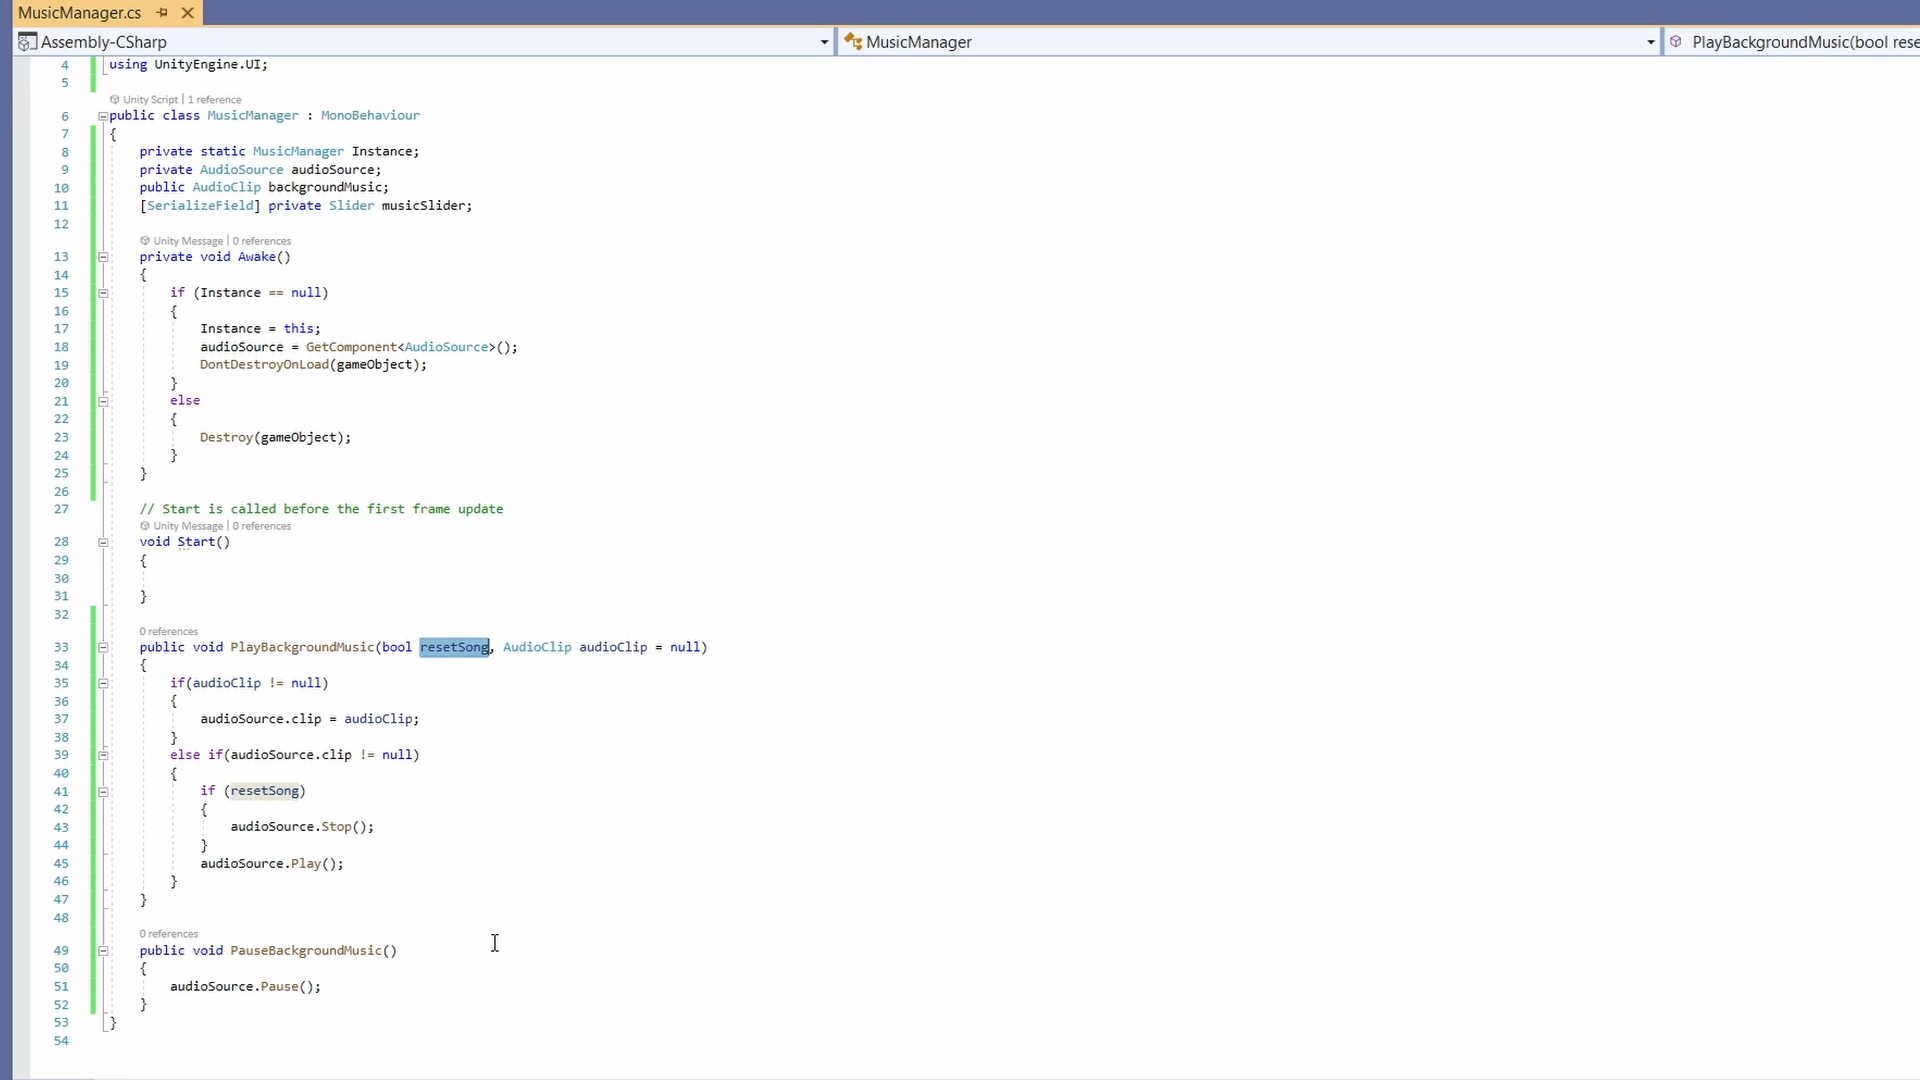 MusicManager.cs
Assembly-CSharp MusicManager PlayBackgroundMusic(bool rese
4 using UnityEngine.UI;
5
Unity Script | 1 reference
6 public class MusicManager : MonoBehaviour
7 {
8 private static MusicManager Instance;
9 private AudioSource audioSource;
10 public AudioClip backgroundMusic;
11 [SerializeField] private Slider musicSlider;
12
Unity Message | 0 references
13 private void Awake()
14 {
15 if (Instance == null)
16 {
17 Instance = this;
18 audioSource = GetComponent<AudioSource>();
19 DontDestroyOnLoad(gameObject);
20 }
21 else
22 {
23 Destroy(gameObject);
24 }
25 }
26
27 // Start is called before the first frame update
Unity Message | 0 references
28 void Start()
29 {
30
31 }
32
0 references
33 public void PlayBackgroundMusic(bool resetSong, AudioClip audioClip = null)
34 {
35 if(audioClip != null)
36 {
37 audioSource.clip = audioClip;
38 }
39 else if(audioSource.clip != null)
40 {
41 if (resetSong)
42 {
43 audioSource.Stop();
44 }
45 audioSource.Play();
46 }
47 }
48
0 references
49 public void PauseBackgroundMusic()
50 {
51 audioSource.Pause();
52 }
53 }
54